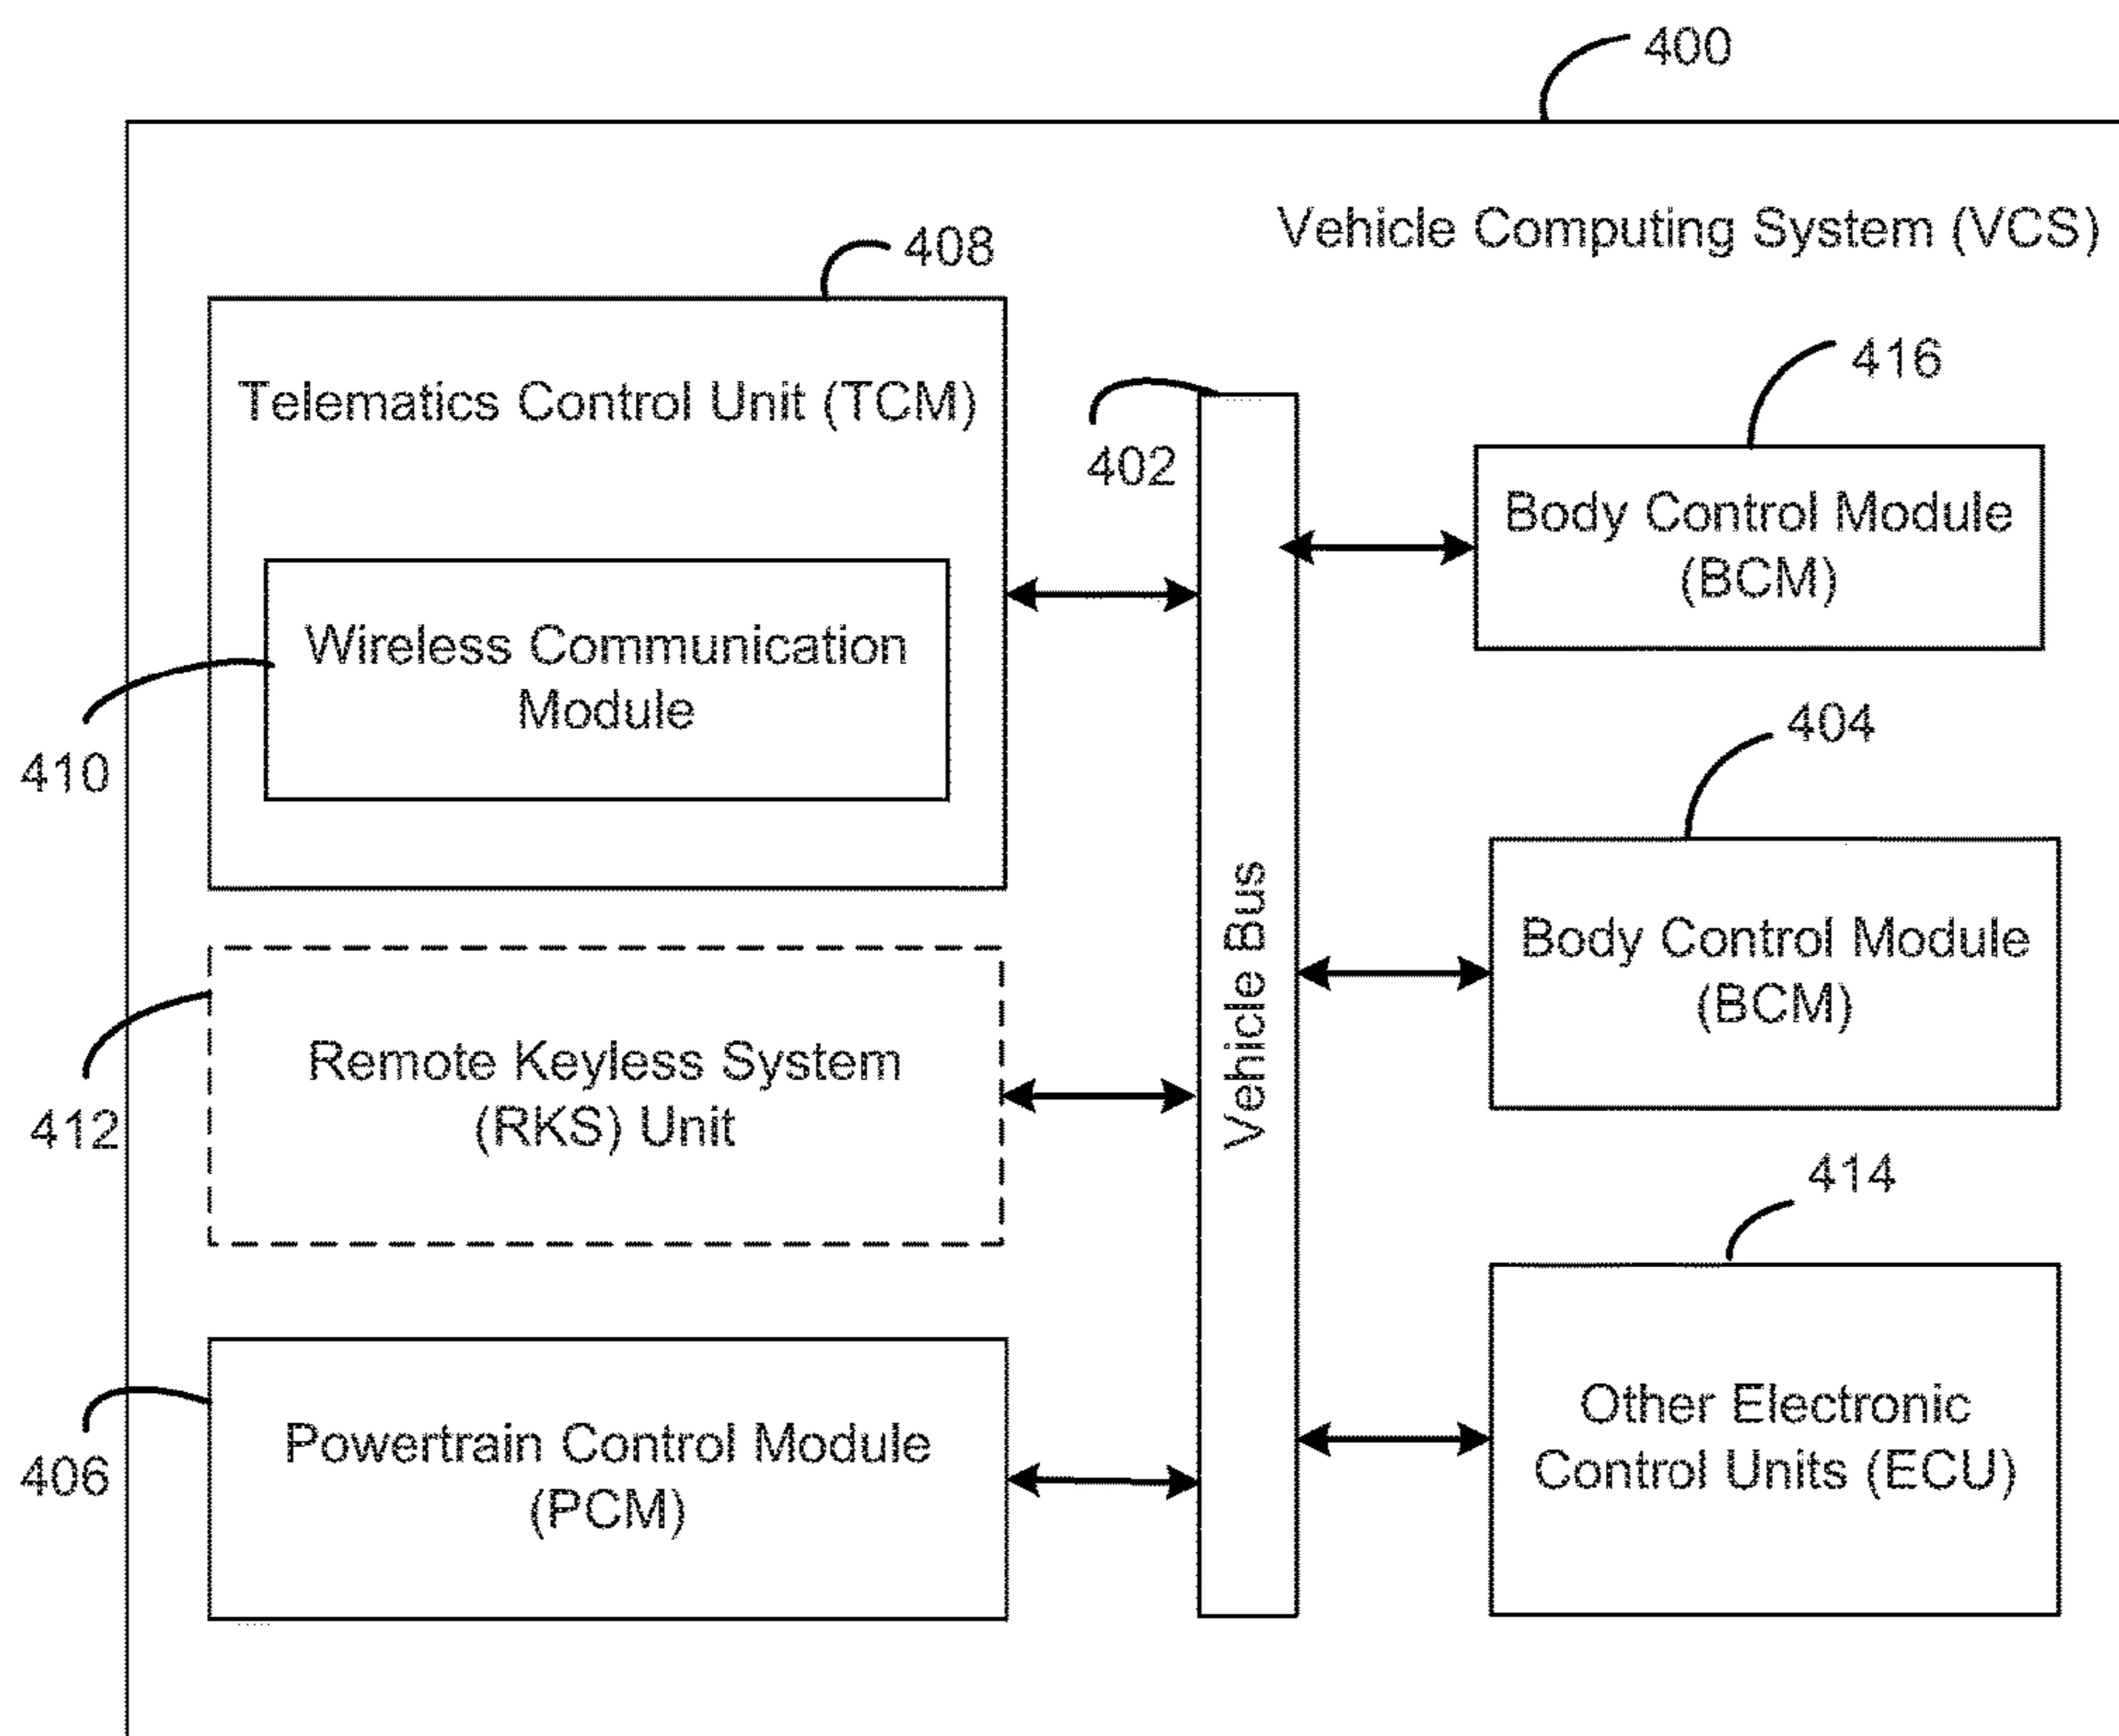 400
Vehicle Computing System (VCS)
408
Telematics Control Unit (TCM)
Wireless Communication
Module
410
402
Vehicle Bus
416
Body Control Module
(BCM)
404
Body Control Module
(BCM)
412
Remote Keyless System
(RKS) Unit
414
Other Electronic
Control Units (ECU)
406
Powertrain Control Module
(PCM)